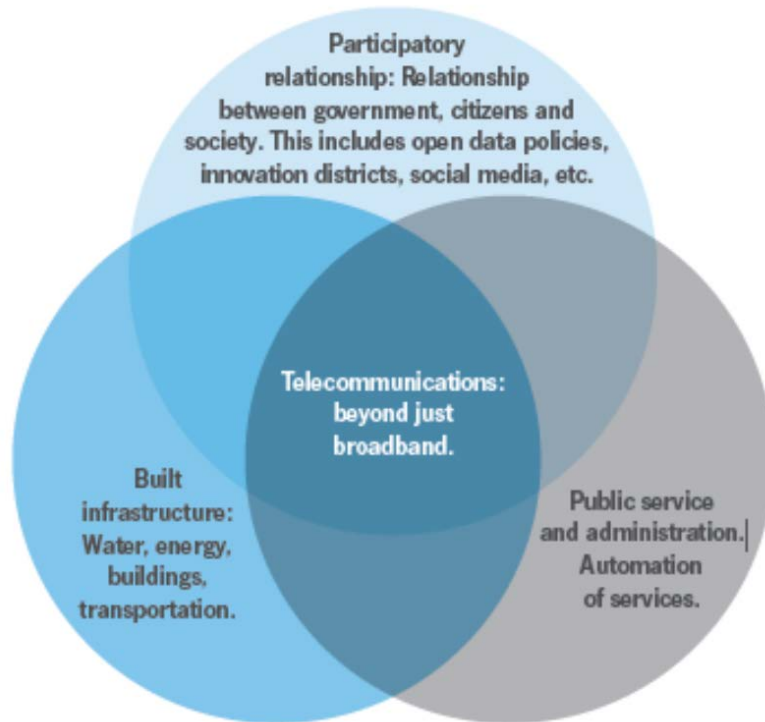 Participatory
relationship: Relationship
between government, citizens and
society. This includes open data policies,
innovation districts, social media, etc.
Telecommunications:
beyond just
broadband.
Built
infrastructure:
Water, energy,
buildings,
transportation.
Public service
and administration.
Automation
of services.